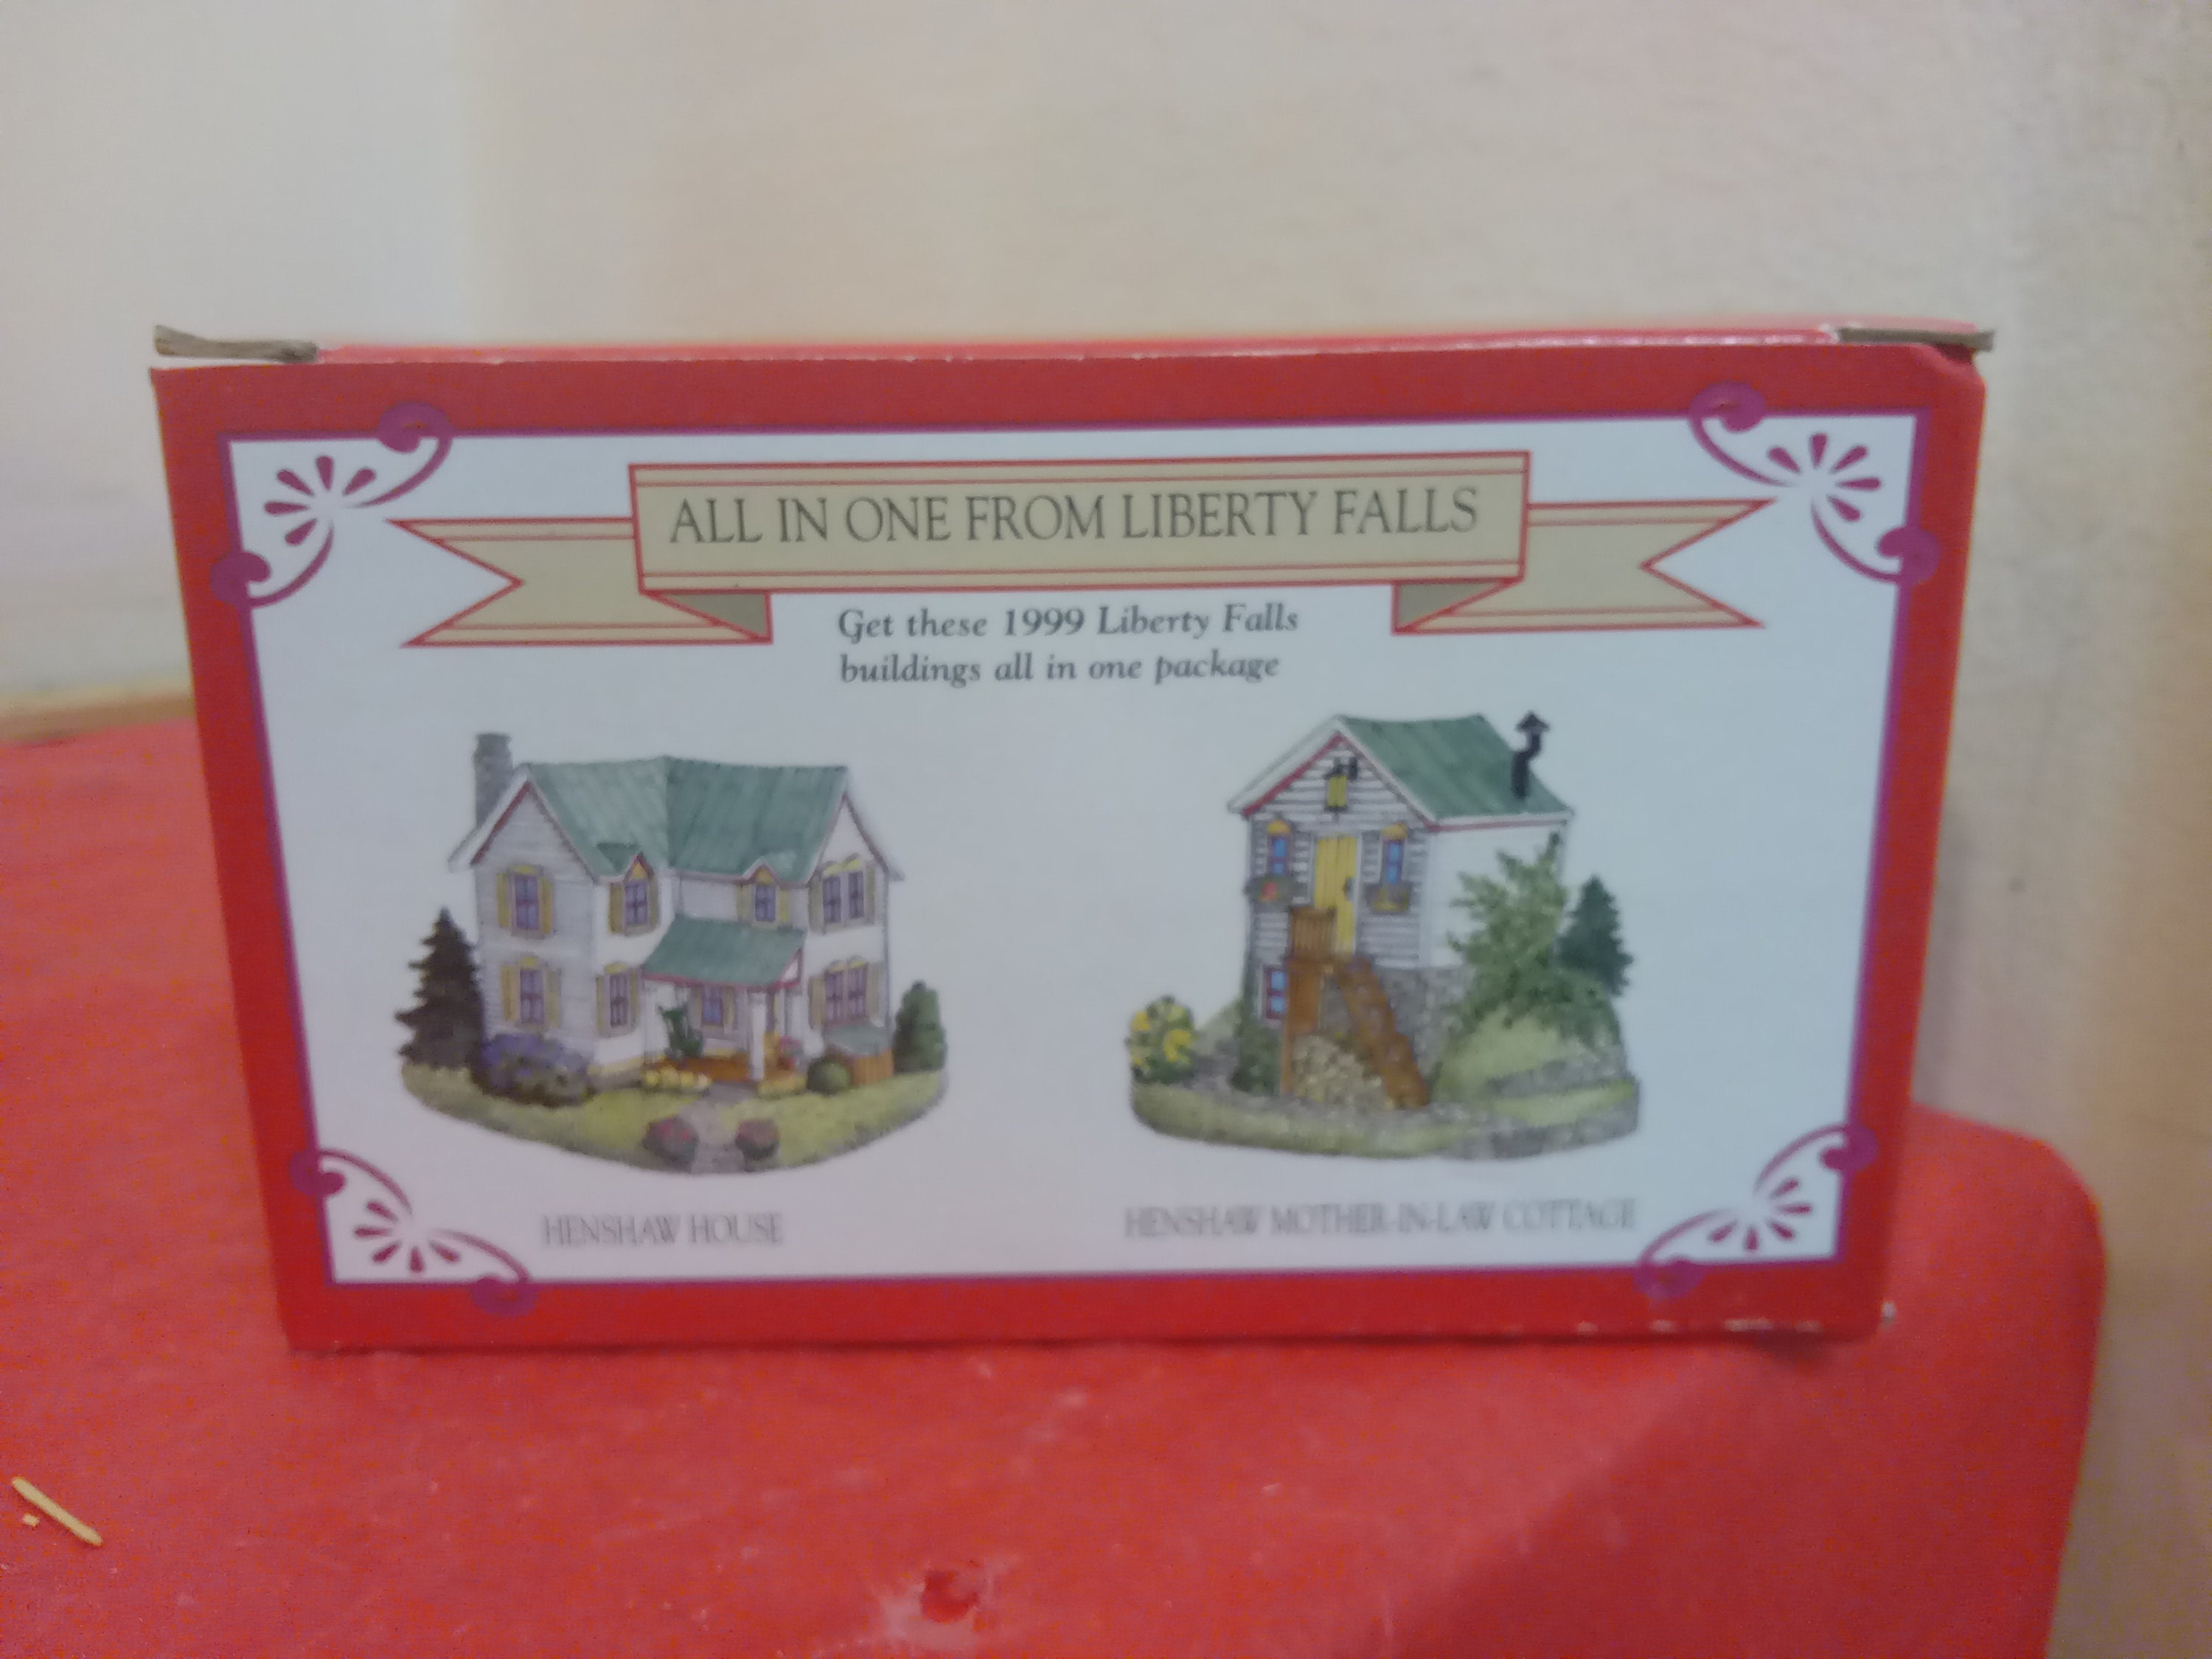 ALL IN ONE FROM LIBERTY FALLS
Get these 1999 Liberty Falls
buildings all in one package
HENSHAW HOUSE
HENSHAW MOTHER-IN-LAW COTTAGE